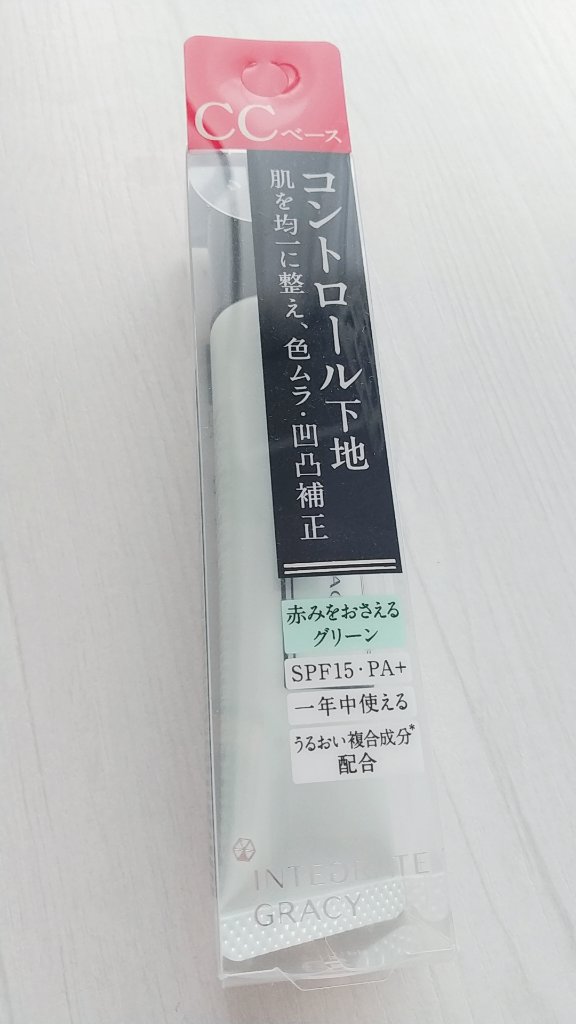 CCベース
コントロール下地
肌を均一に整え、色ムラ・凹凸補正
赤みをおさえる
グリーン
SPF15・PA+
一年中使える
うるおい複合成分*
配合
INTEGRATE
GRACY